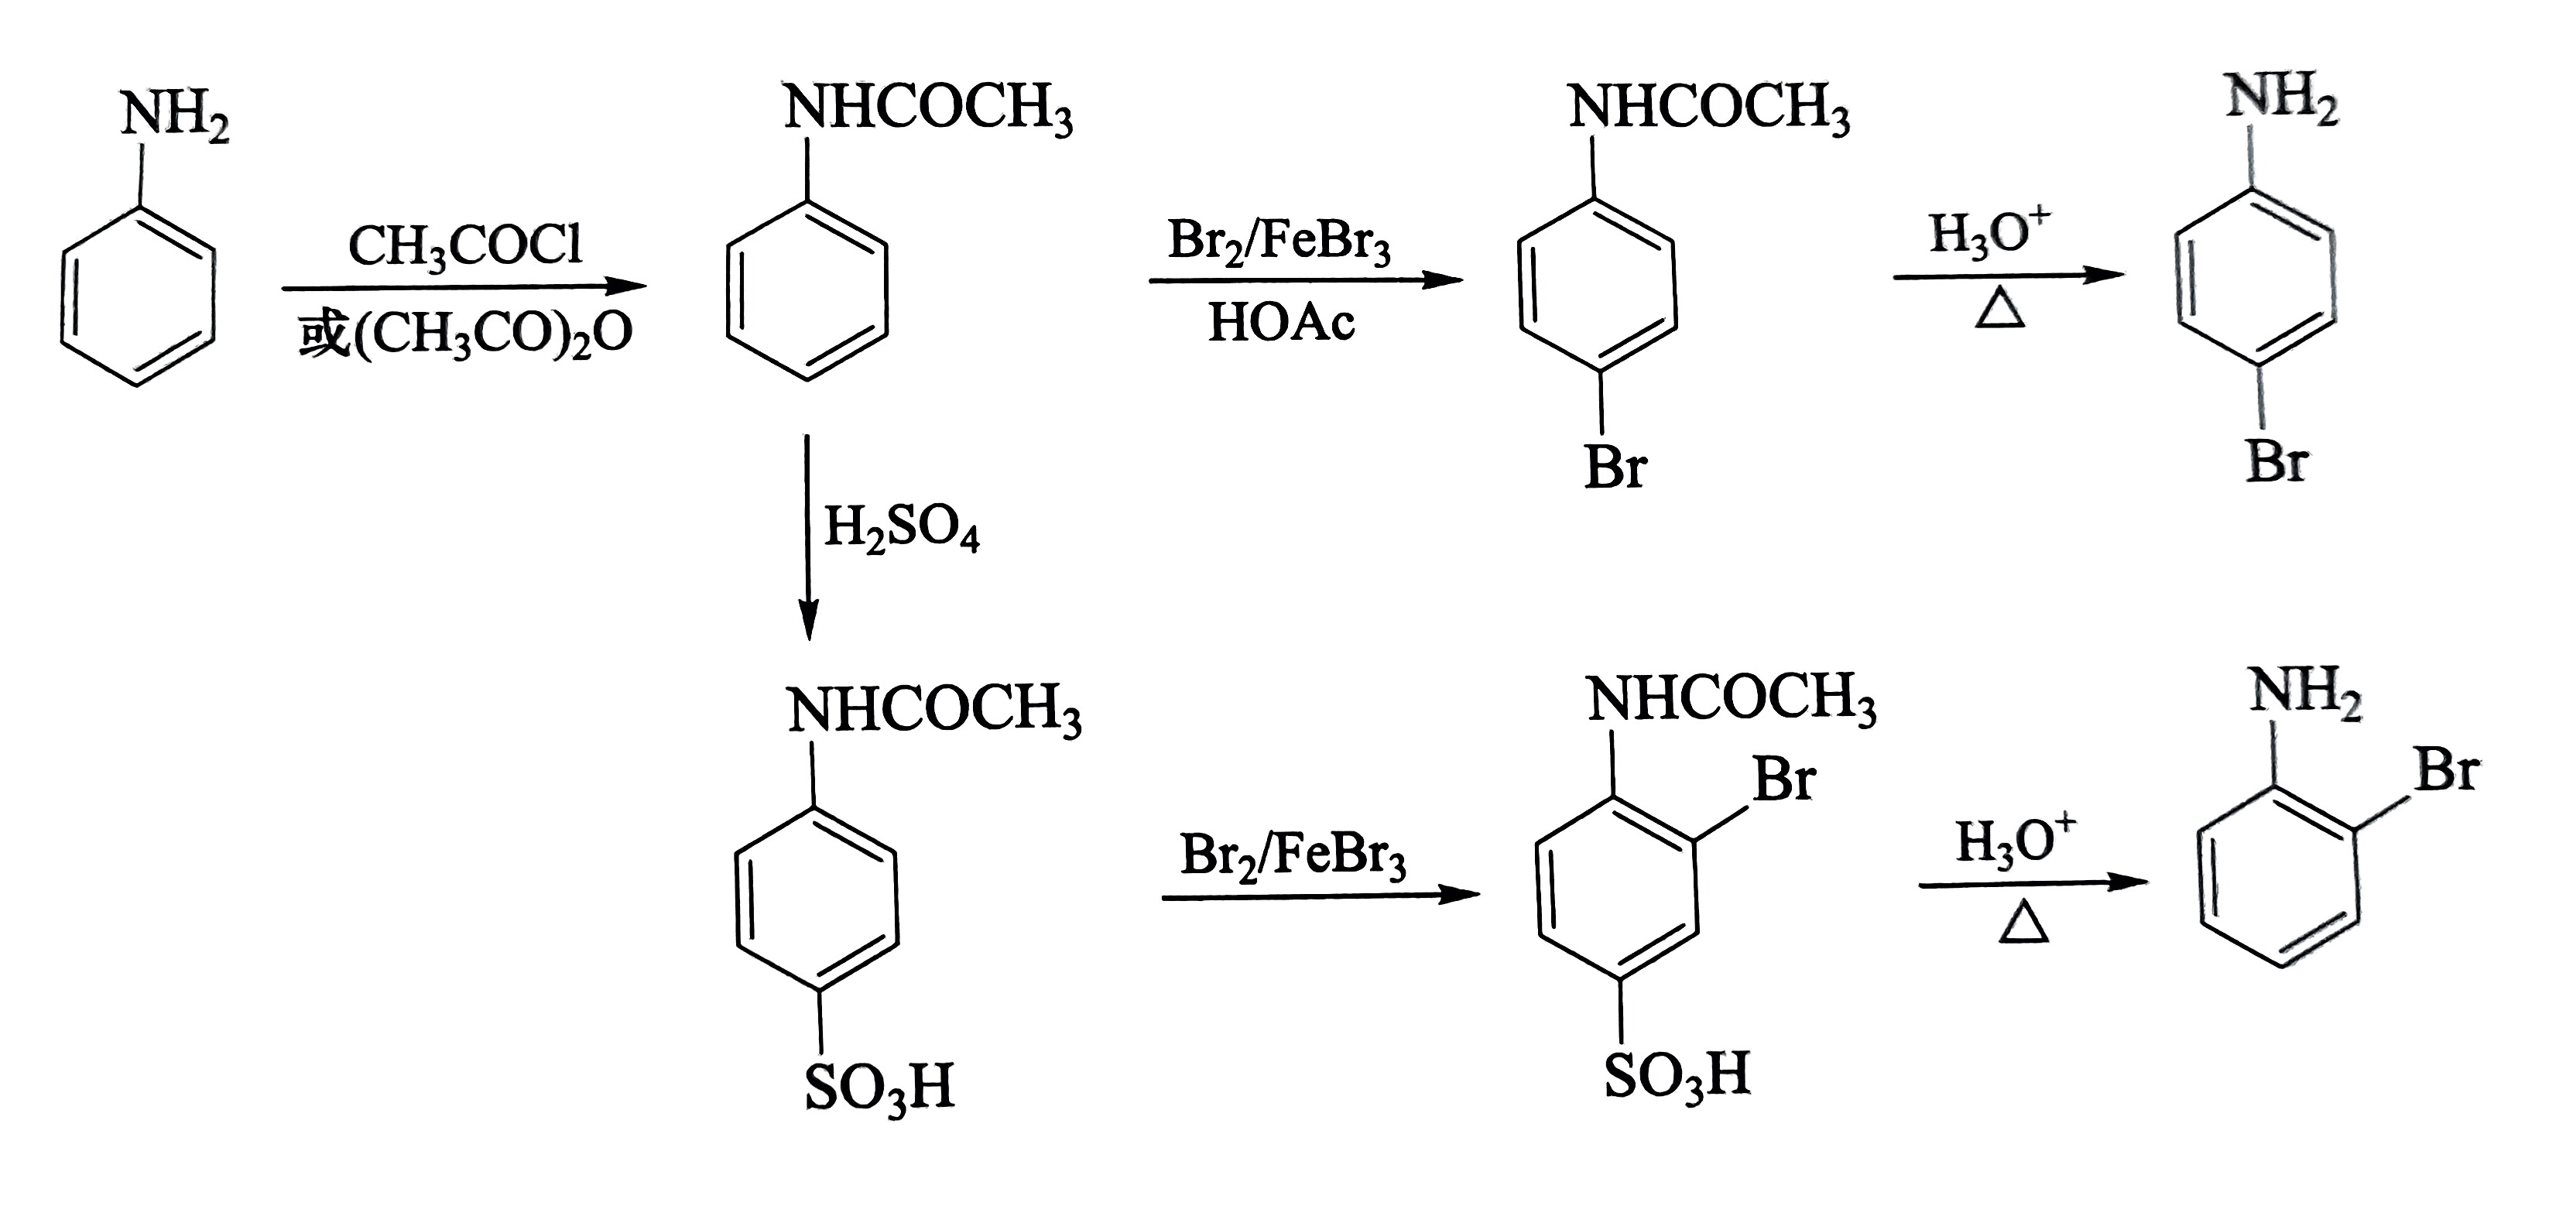 NH₂
CH₃COCl
或(CH₃CO)₂O
NHCOCH₃
Br₂/FeBr₃
HOAc
NHCOCH₃
Br
H₃O⁺
△
NH₂
Br
H₂SO₄
NHCOCH₃
SO₃H
Br₂/FeBr₃
NHCOCH₃
Br
SO₃H
H₃O⁺
△
NH₂
Br